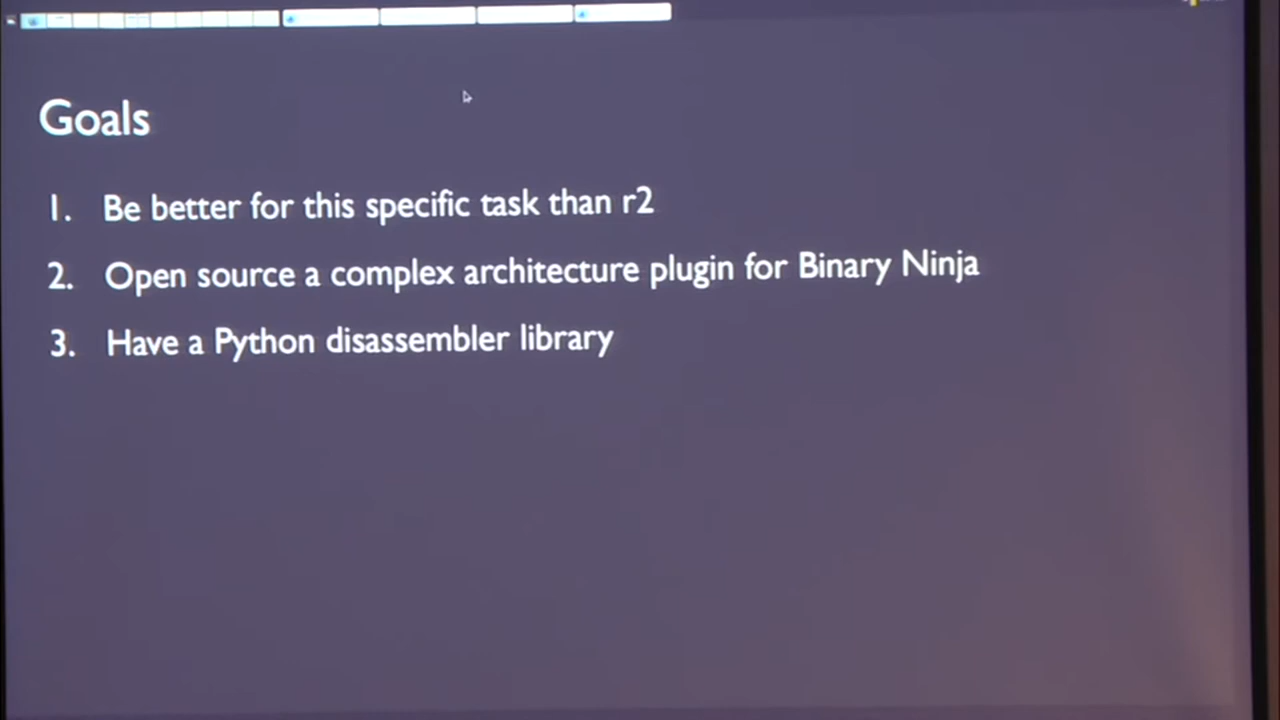 Goals
1. Be better for this specific task than r2
2. Open source a complex architecture plugin for Binary Ninja
3. Have a Python disassembler library